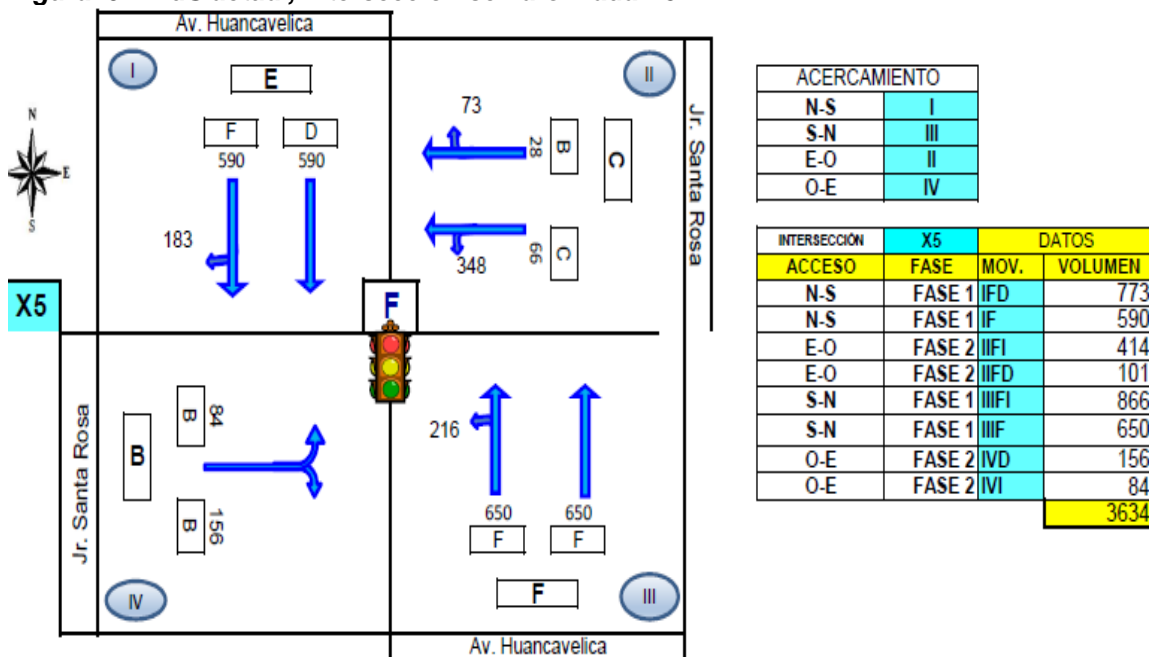 Av. Huancavelica
I
E
F D
590 590
183
II
73
28
B
C
348
66
C
Jr. Santa Rosa
N
E
S
X5
F
Jr. Santa Rosa
B
B
84
B
156
IV
216
650 650
F F
F
III
Av. Huancavelica
ACERCAMIENTO
N-S I
S-N III
E-O II
O-E IV
INTERSECCIÓN X5 DATOS
ACCESO FASE MOV. VOLUMEN
N-S FASE 1 IFD 773
N-S FASE 1 IF 590
E-O FASE 2 IIFI 414
E-O FASE 2 IIFD 101
S-N FASE 1 IIIFI 866
S-N FASE 1 IIIF 650
O-E FASE 2 IVD 156
O-E FASE 2 IVI 84
3634